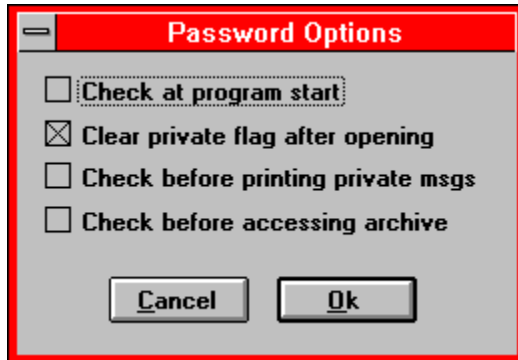 Password Options
Check at program start
Clear private flag after opening
Check before printing private msgs
Check before accessing archive
Cancel Ok